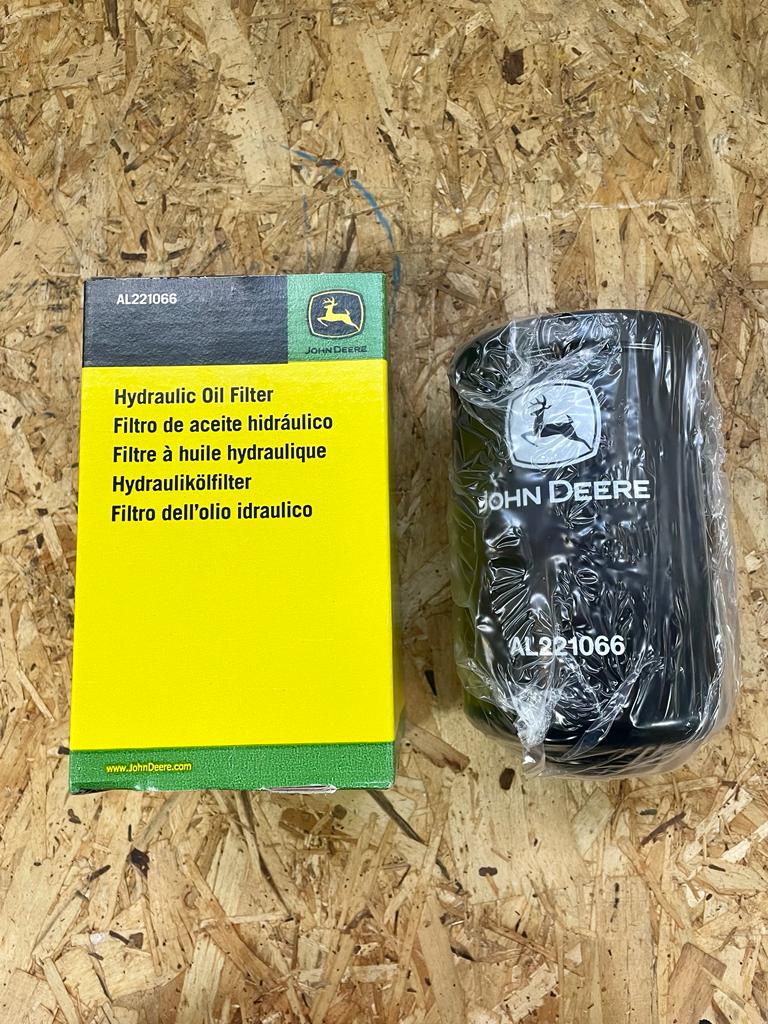 AL221066
JOHN DEERE
Hydraulic Oil Filter
Filtro de aceite hidráulico
Filtre à huile hydraulique
Hydraulikölfilter
Filtro dell'olio idraulico
www.JohnDeere.com
JOHN DEERE
AL221066